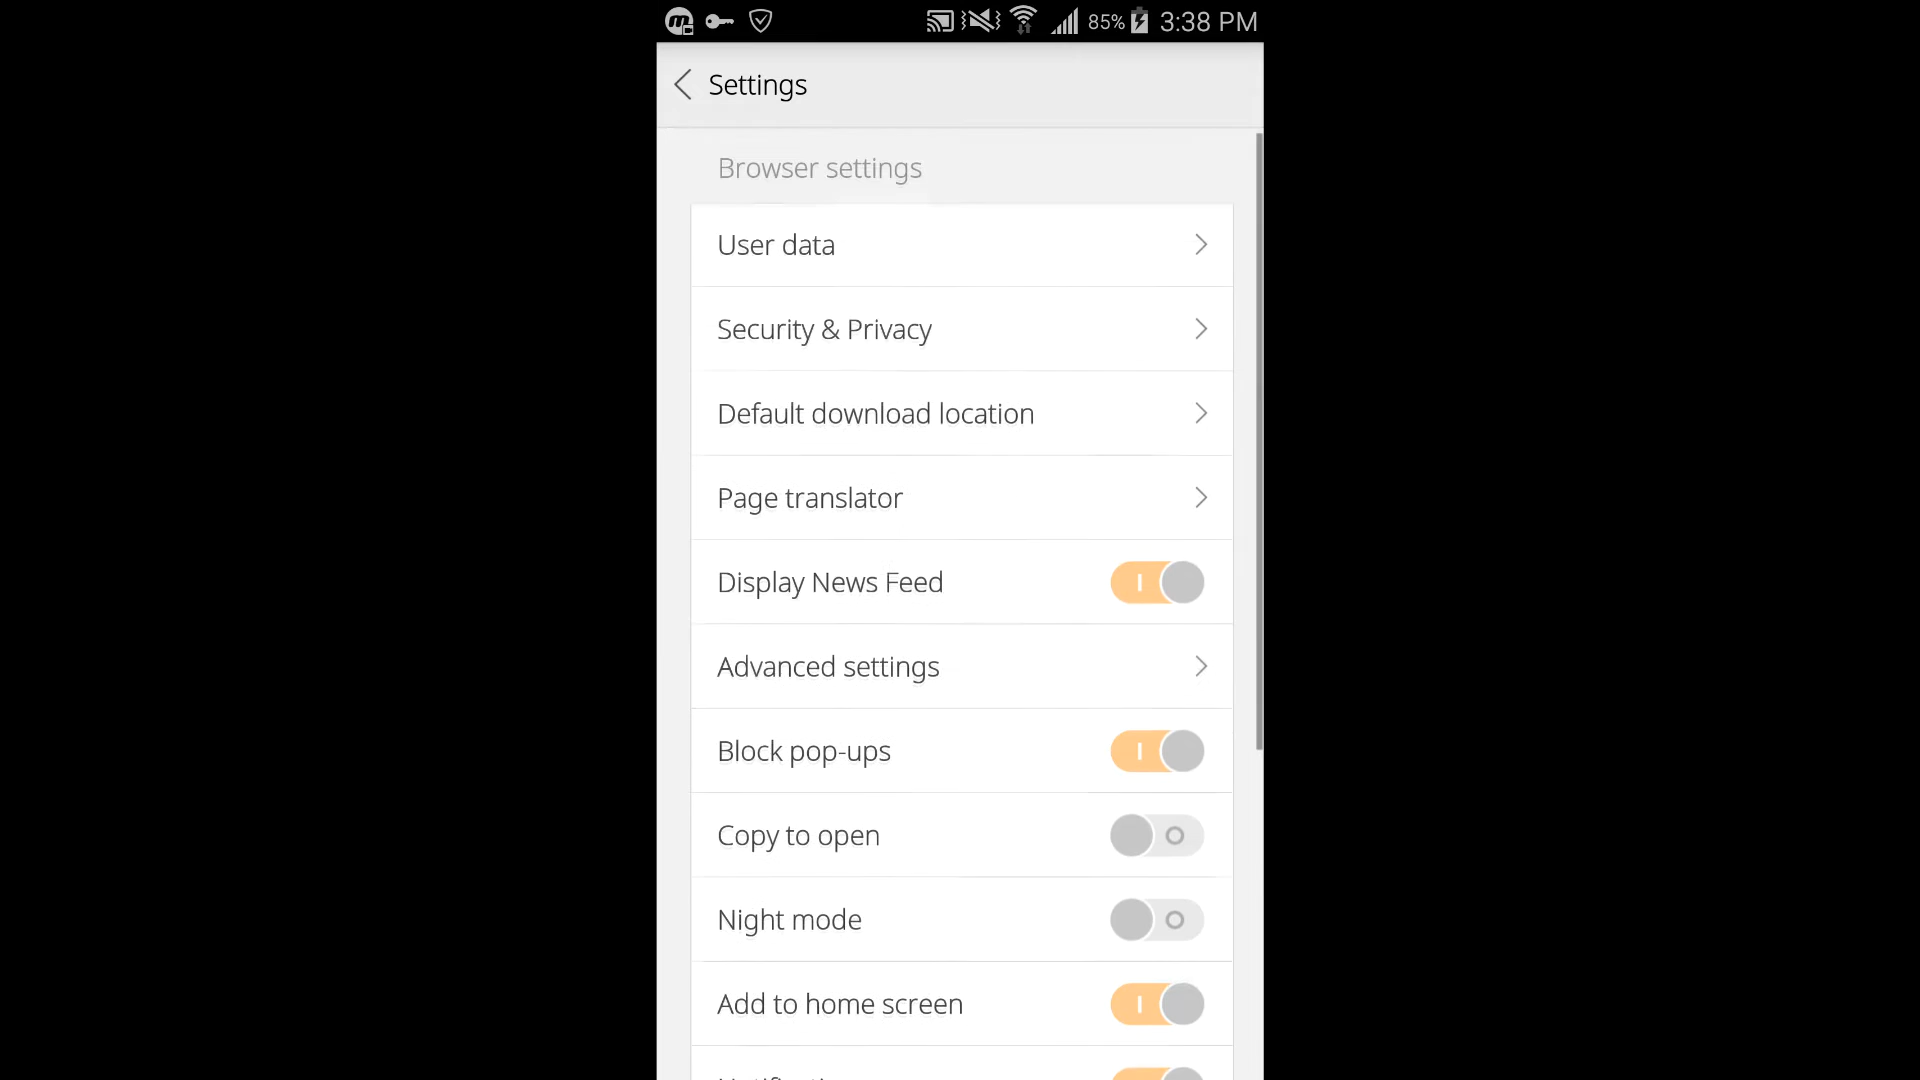 85% 3:38 PM
Settings
Browser settings
User data
Security & Privacy
Default download location
Page translator
Display News Feed
Advanced settings
Block pop-ups
Copy to open
Night mode
Add to home screen